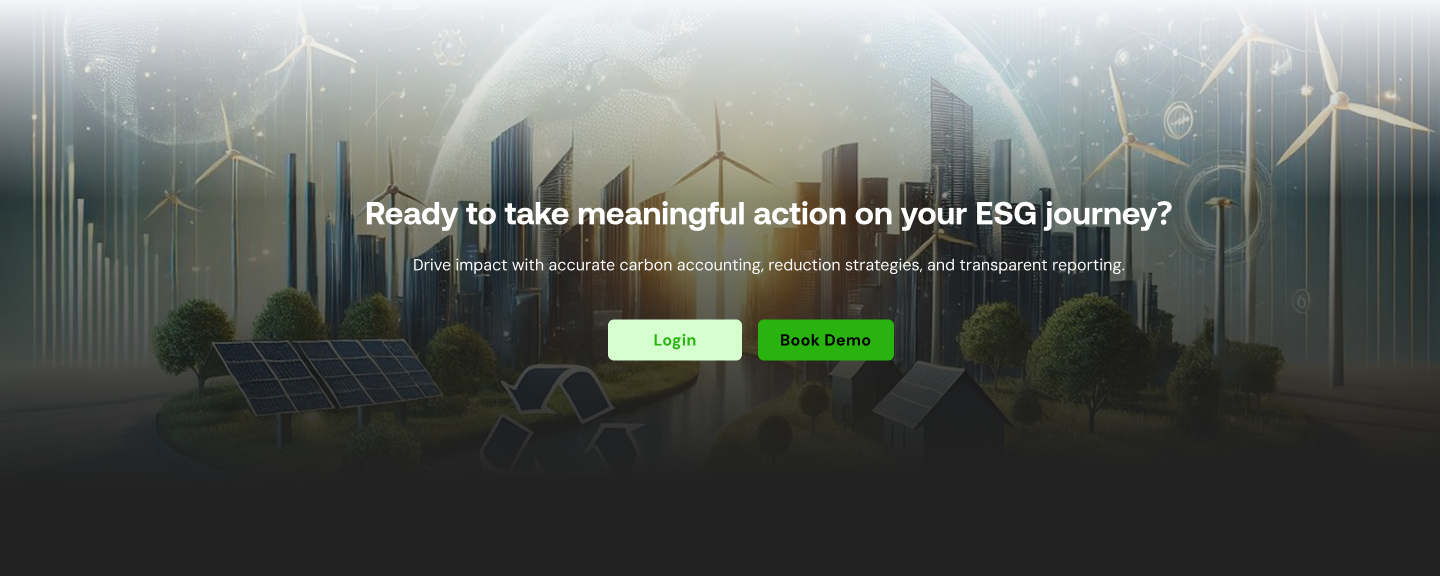 Ready to take meaningful action on your ESG journey?
Drive impact with accurate carbon accounting, reduction strategies, and transparent reporting.
Login
Book Demo